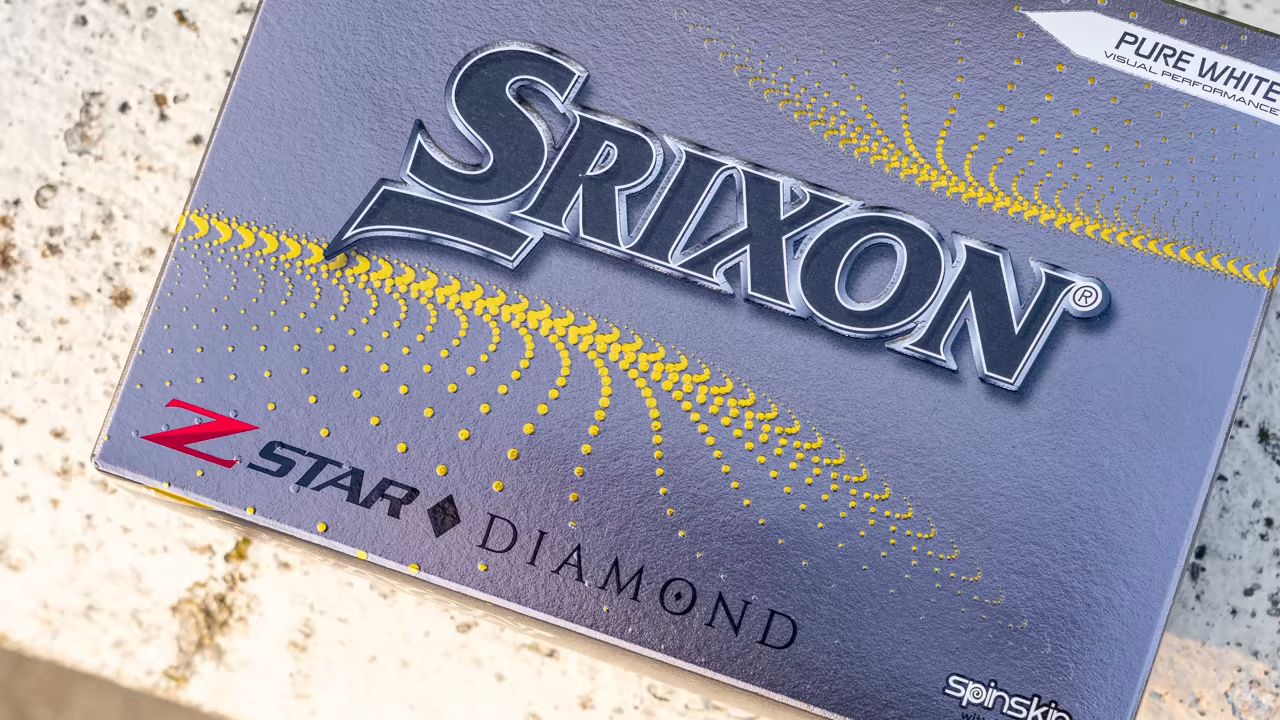 PURE WHITE
VISUAL PERFORMANCE
SRIXON®
Z STAR♦DIAMOND
spinskin